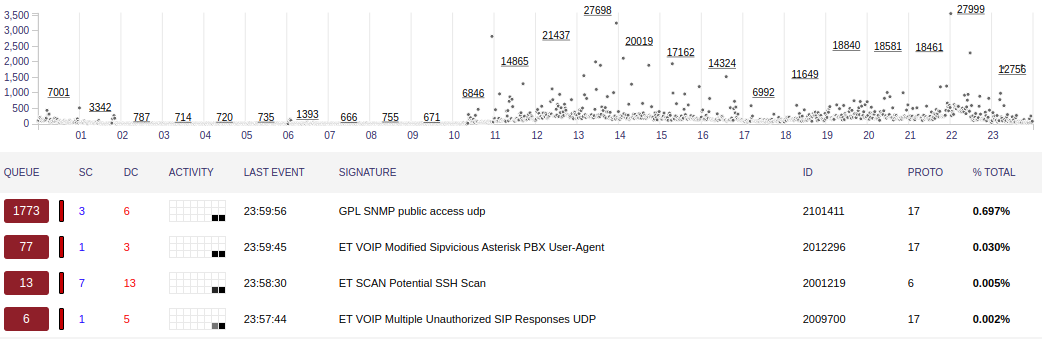 3,500
3,000
2,500
2,000
1,500
1,000
500
0
7001 3342 787 714 720 735 1393 666 755 671 6846 14865 21437 27698 20019 17162 14324 6992 11649 18840 18581 18461 27999 12756
01 02 03 04 05 06 07 08 09 10 11 12 13 14 15 16 17 18 19 20 21 22 23
QUEUE SC DC ACTIVITY LAST EVENT SIGNATURE ID PROTO % TOTAL
1773 3 6 23:59:56 GPL SNMP public access udp 2101411 17 0.697%
77 1 3 23:59:45 ET VOIP Modified Sipvicious Asterisk PBX User-Agent 2012296 17 0.030%
13 7 13 23:58:30 ET SCAN Potential SSH Scan 2001219 6 0.005%
6 1 5 23:57:44 ET VOIP Multiple Unauthorized SIP Responses UDP 2009700 17 0.002%